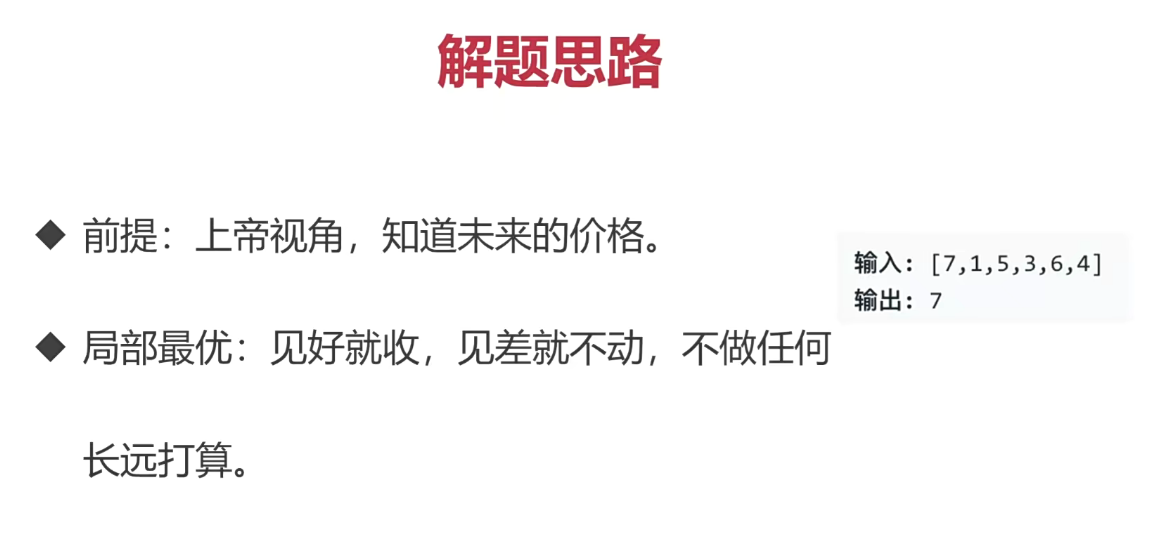 解题思路
◆ 前提：上帝视角，知道未来的价格。
输入: [7,1,5,3,6,4]
输出: 7
◆ 局部最优：见好就收，见差就不动，不做任何
长远打算。